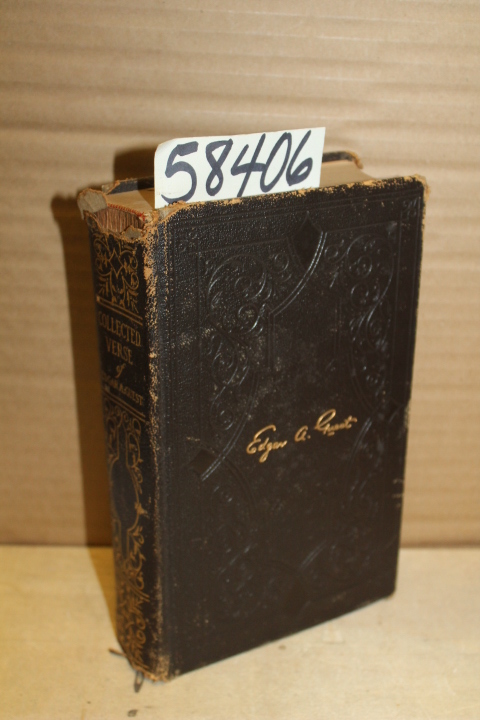 58406
COLLECTED
VERSE
of
Edgar A. Guest